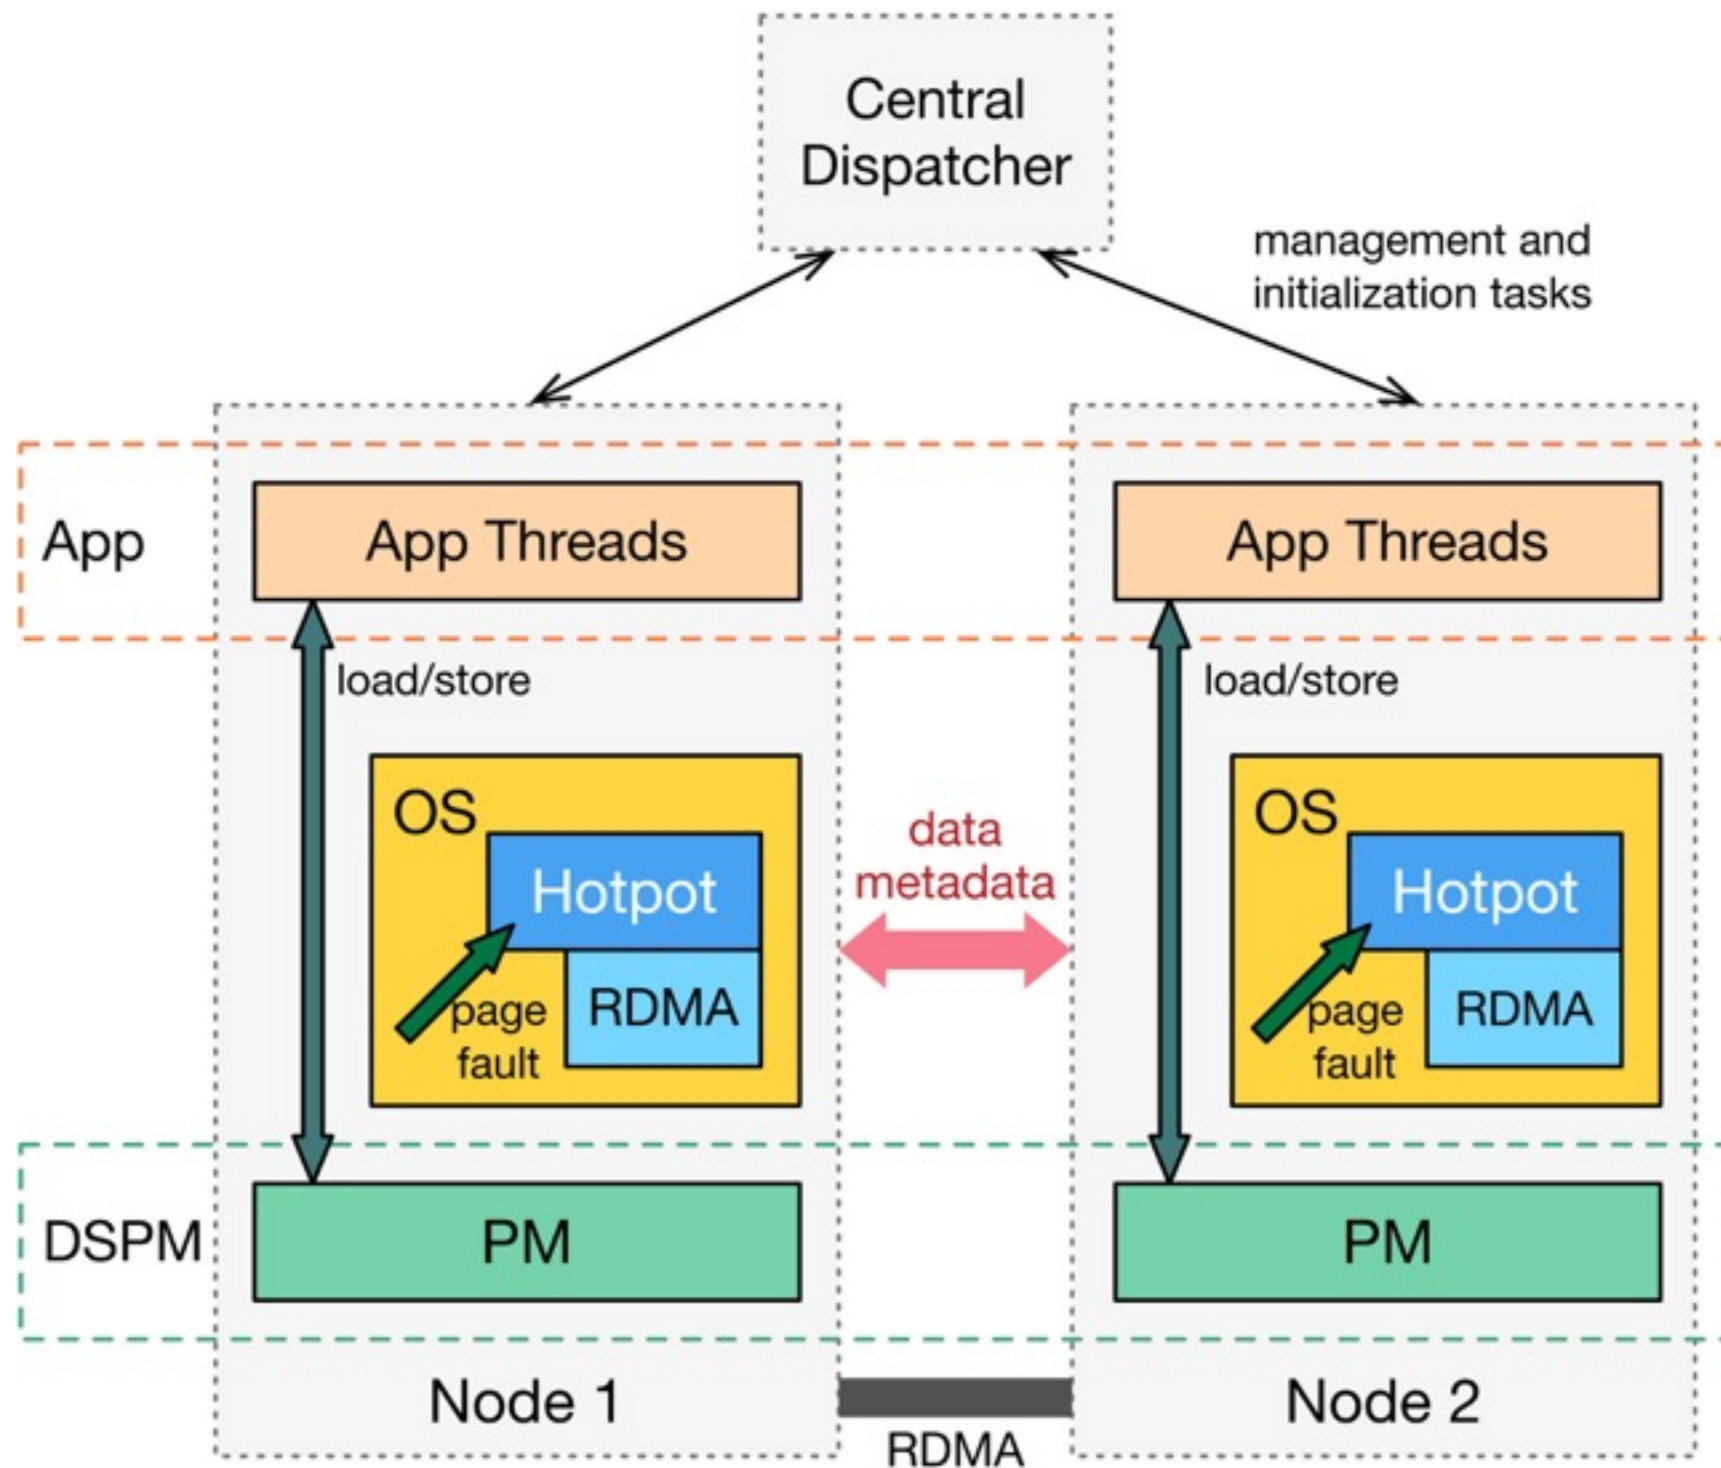 Central
Dispatcher
management and
initialization tasks
App
App Threads
App Threads
load/store
load/store
OS
Hotpot
RDMA
page
fault
data
metadata
OS
Hotpot
RDMA
page
fault
DSPM
PM
PM
Node 1
RDMA
Node 2